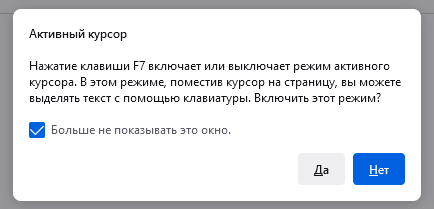 Активный курсор
Нажатие клавиши F7 включает или выключает режим активного
курсора. В этом режиме, поместив курсор на страницу, вы можете
выделять текст с помощью клавиатуры. Включить этот режим?
Больше не показывать это окно.
Да
Нет